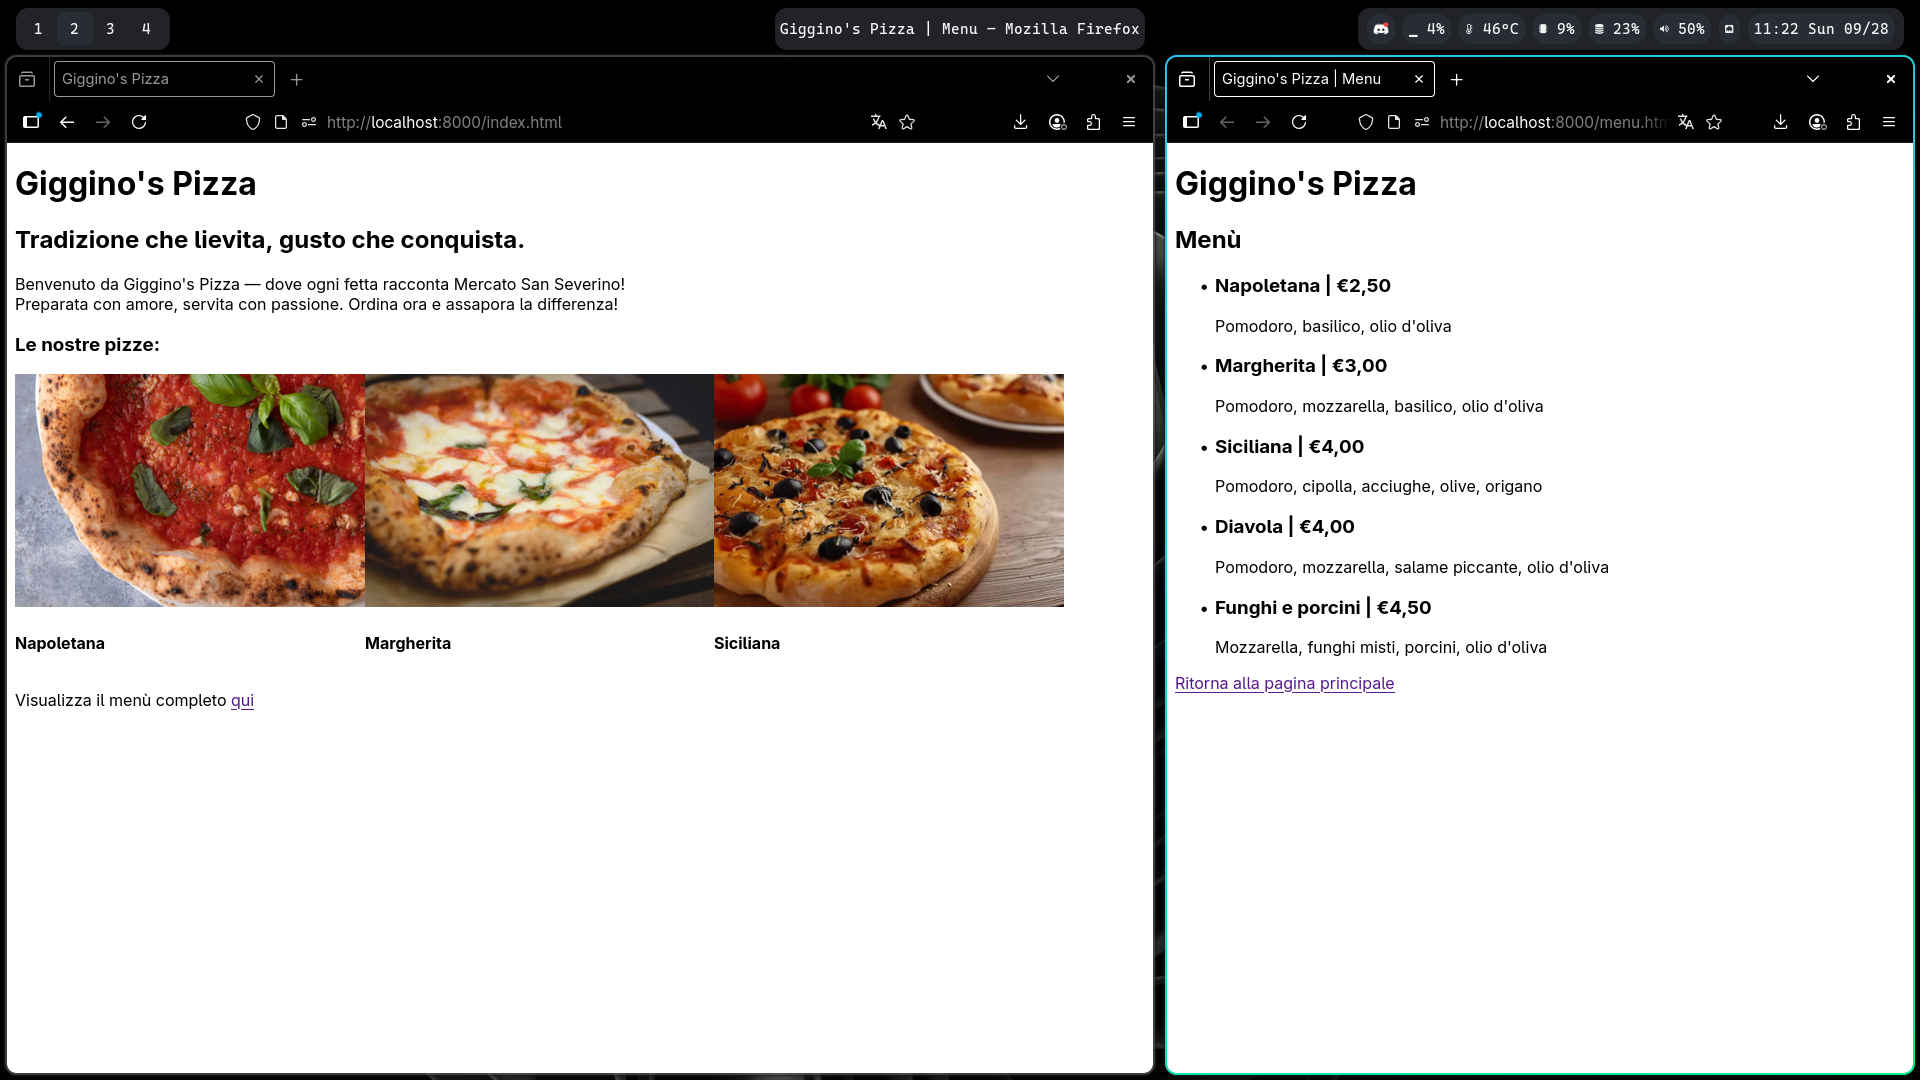 1 2 3 4
Giggino's Pizza | Menu — Mozilla Firefox
4% 46°C 9% 23% 50% 11:22 Sun 09/28
Giggino's Pizza
http://localhost:8000/index.html
Giggino's Pizza
Tradizione che lievita, gusto che conquista.
Benvenuto da Giggino's Pizza — dove ogni fetta racconta Mercato San Severino!
Preparata con amore, servita con passione. Ordina ora e assapora la differenza!
Le nostre pizze:
Napoletana Margherita Siciliana
Visualizza il menù completo qui
Giggino's Pizza | Menu
http://localhost:8000/menu.htm
Giggino's Pizza
Menù
• Napoletana | €2,50
Pomodoro, basilico, olio d'oliva
• Margherita | €3,00
Pomodoro, mozzarella, basilico, olio d'oliva
• Siciliana | €4,00
Pomodoro, cipolla, acciughe, olive, origano
• Diavola | €4,00
Pomodoro, mozzarella, salame piccante, olio d'oliva
• Funghi e porcini | €4,50
Mozzarella, funghi misti, porcini, olio d'oliva
Ritorna alla pagina principale